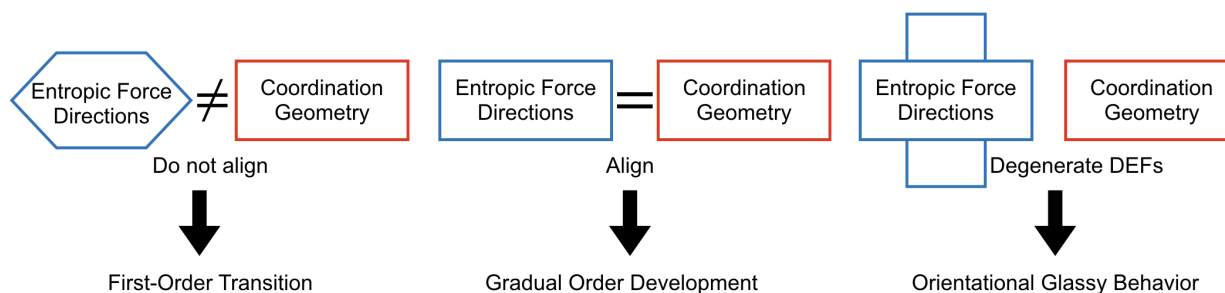 Entropic Force
Directions
≠
Coordination
Geometry
Do not align
First-Order Transition
Entropic Force
Directions
=
Coordination
Geometry
Align
Gradual Order Development
Entropic Force
Directions
Coordination
Geometry
Degenerate DEFs
Orientational Glassy Behavior